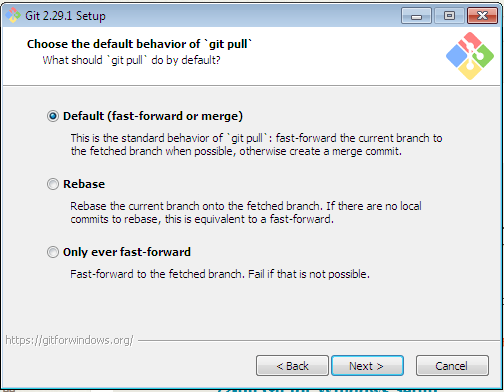 Git 2.29.1 Setup
Choose the default behavior of `git pull`
What should `git pull` do by default?
Default (fast-forward or merge)
This is the standard behavior of `git pull`: fast-forward the current branch to
the fetched branch when possible, otherwise create a merge commit.
Rebase
Rebase the current branch onto the fetched branch. If there are no local
commits to rebase, this is equivalent to a fast-forward.
Only ever fast-forward
Fast-forward to the fetched branch. Fail if that is not possible.
https://gitforwindows.org/
< Back
Next >
Cancel